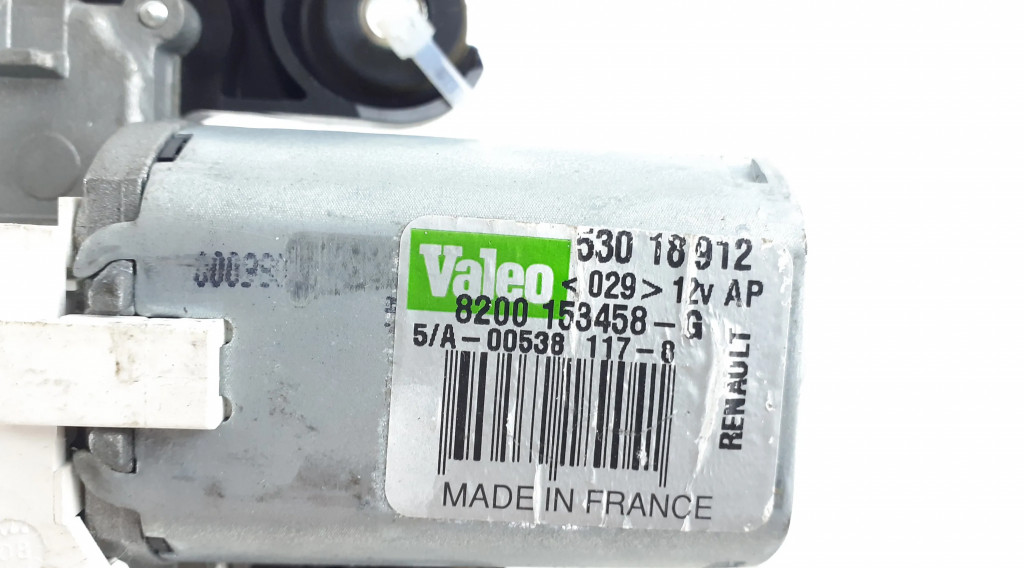 Valeo
530 18 912
< 029 > 12v AP
8200 153458-G
5/A-00538 117-8
RENAULT
MADE IN FRANCE